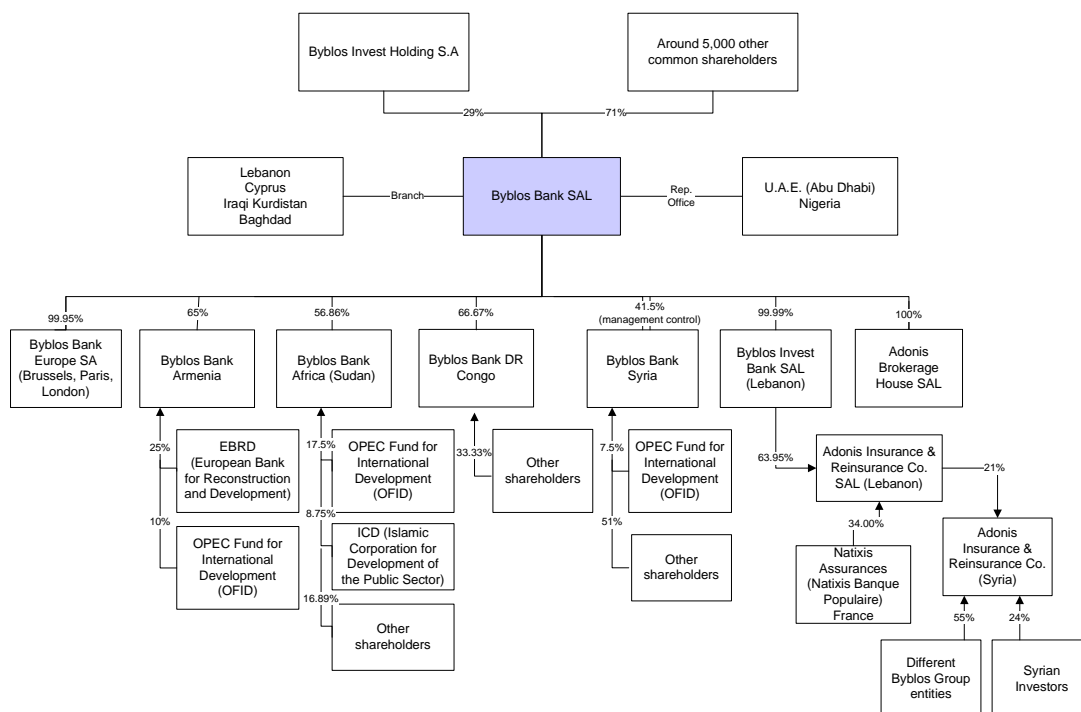 Byblos Invest Holding S.A
Around 5,000 other
common shareholders
29%
71%
Lebanon
Cyprus
Iraqi Kurdistan
Baghdad
Branch
Byblos Bank SAL
Rep.
Office
U.A.E. (Abu Dhabi)
Nigeria
99.95%
65%
56.86%
66.67%
41.5%
(management control)
99.99%
100%
Byblos Bank
Europe SA
(Brussels, Paris,
London)
Byblos Bank
Armenia
Byblos Bank
Africa (Sudan)
Byblos Bank DR
Congo
Byblos Bank
Syria
Byblos Invest
Bank SAL
(Lebanon)
Adonis
Brokerage
House SAL
25%
EBRD
(European Bank
for Reconstruction
and Development)
10%
OPEC Fund for
International
Development
(OFID)
17.5%
OPEC Fund for
International
Development
(OFID)
8.75%
ICD (Islamic
Corporation for
Development of
the Public Sector)
16.89%
Other
shareholders
33.33%
Other
shareholders
7.5%
OPEC Fund for
International
Development
(OFID)
51%
Other
shareholders
63.95%
Adonis Insurance &
Reinsurance Co.
SAL (Lebanon)
21%
34.00%
Natixis
Assurances
(Natixis Banque
Populaire)
France
Adonis
Insurance &
Reinsurance Co.
(Syria)
55%
24%
Different
Byblos Group
entities
Syrian
Investors